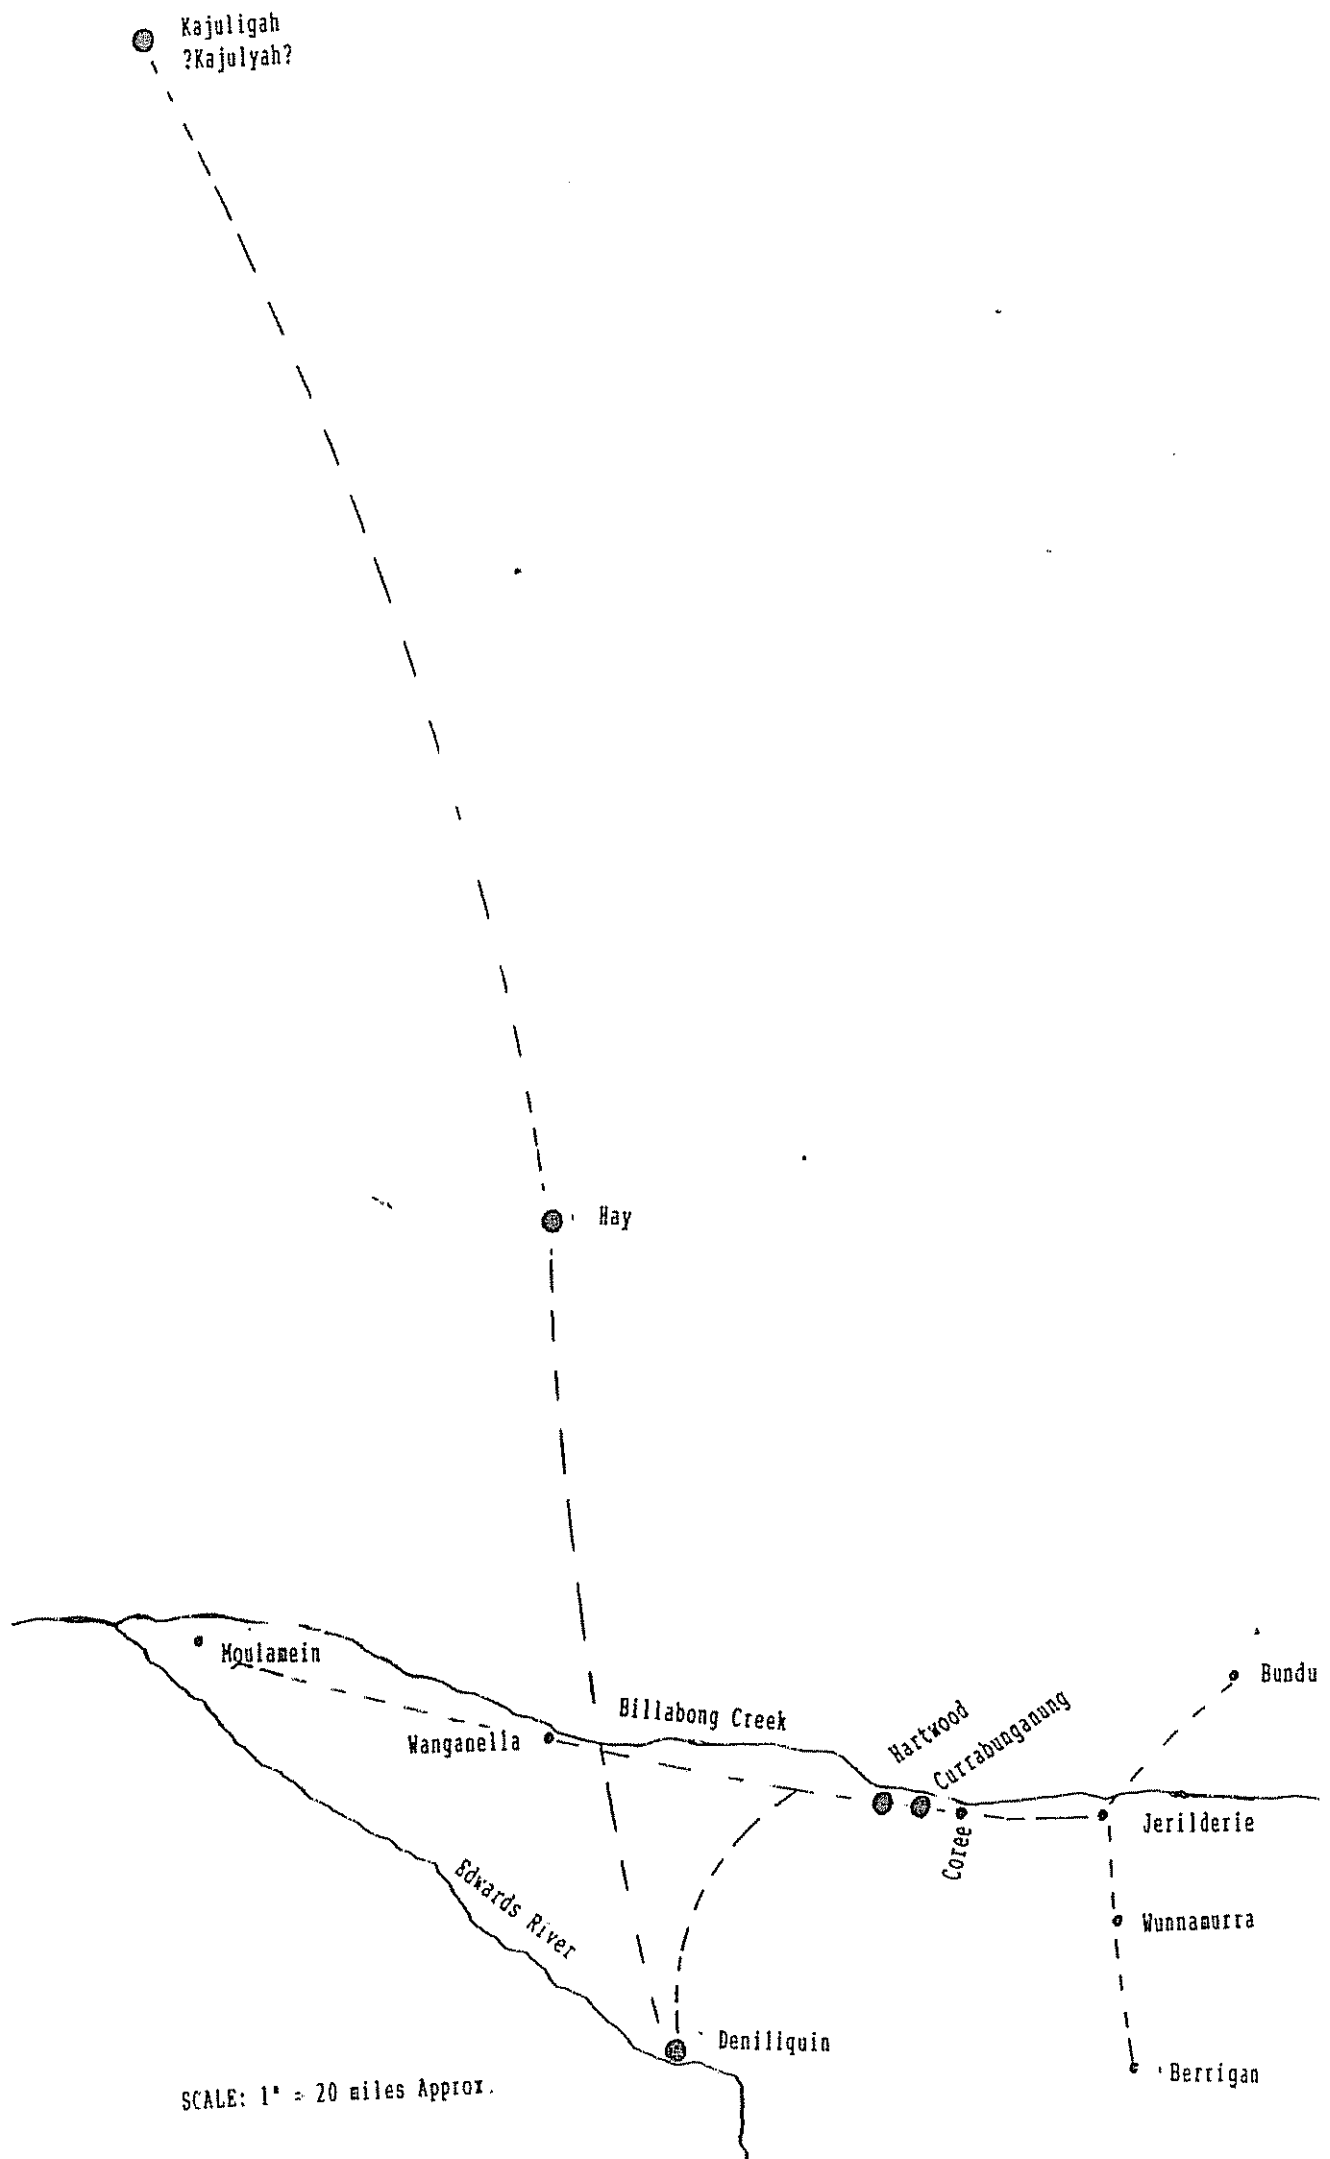 Kajuligah
?Kajulyah?
Hay
Moulamein
Billabong Creek
Wanganella
Hartwood
Currabunganung
Bundu
Coree
Jerilderie
Edwards River
Wunnamurra
Deniliquin
Berrigan
SCALE: 1" = 20 miles Approx.